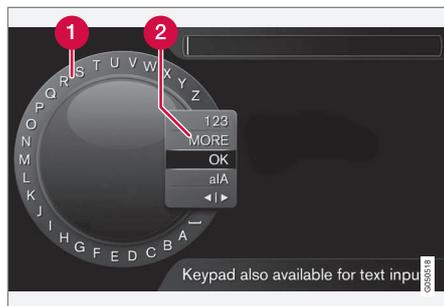 1
2
A B C D E F G H I J K L M N O P Q R S T U V W X Y Z
123
MORE
OK
a|A
Keypad also available for text inpu
G050518